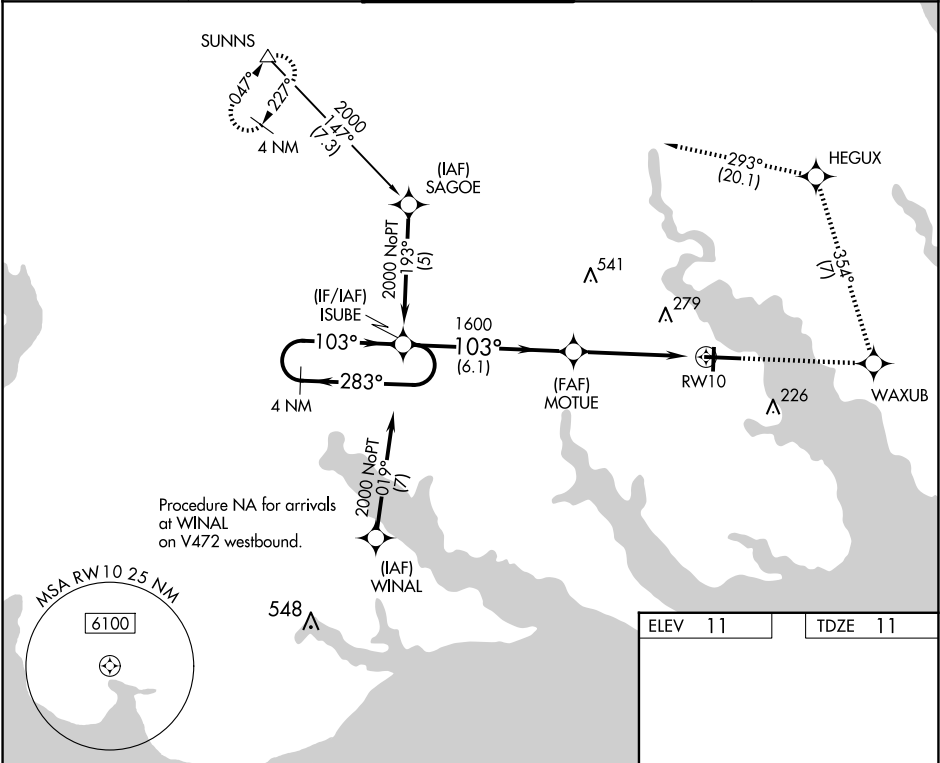 SUNNS
047°
227°
4 NM
2000
147°
(7.3)
(IAF)
SAGOE
2000 NoPT
193°
(5)
(IF/IAF)
ISUBE
103°
283°
4 NM
1600
103°
(6.1)
(FAF)
MOTUE
541
279
293°
(20.1)
HEGUX
354°
(7)
RW10
226
WAXUB
2000 NoPT
019°
(7)
(IAF)
WINAL
Procedure NA for arrivals
at WINAL
on V472 westbound.
MSA RW10 25 NM
6100
548
ELEV 11
TDZE 11